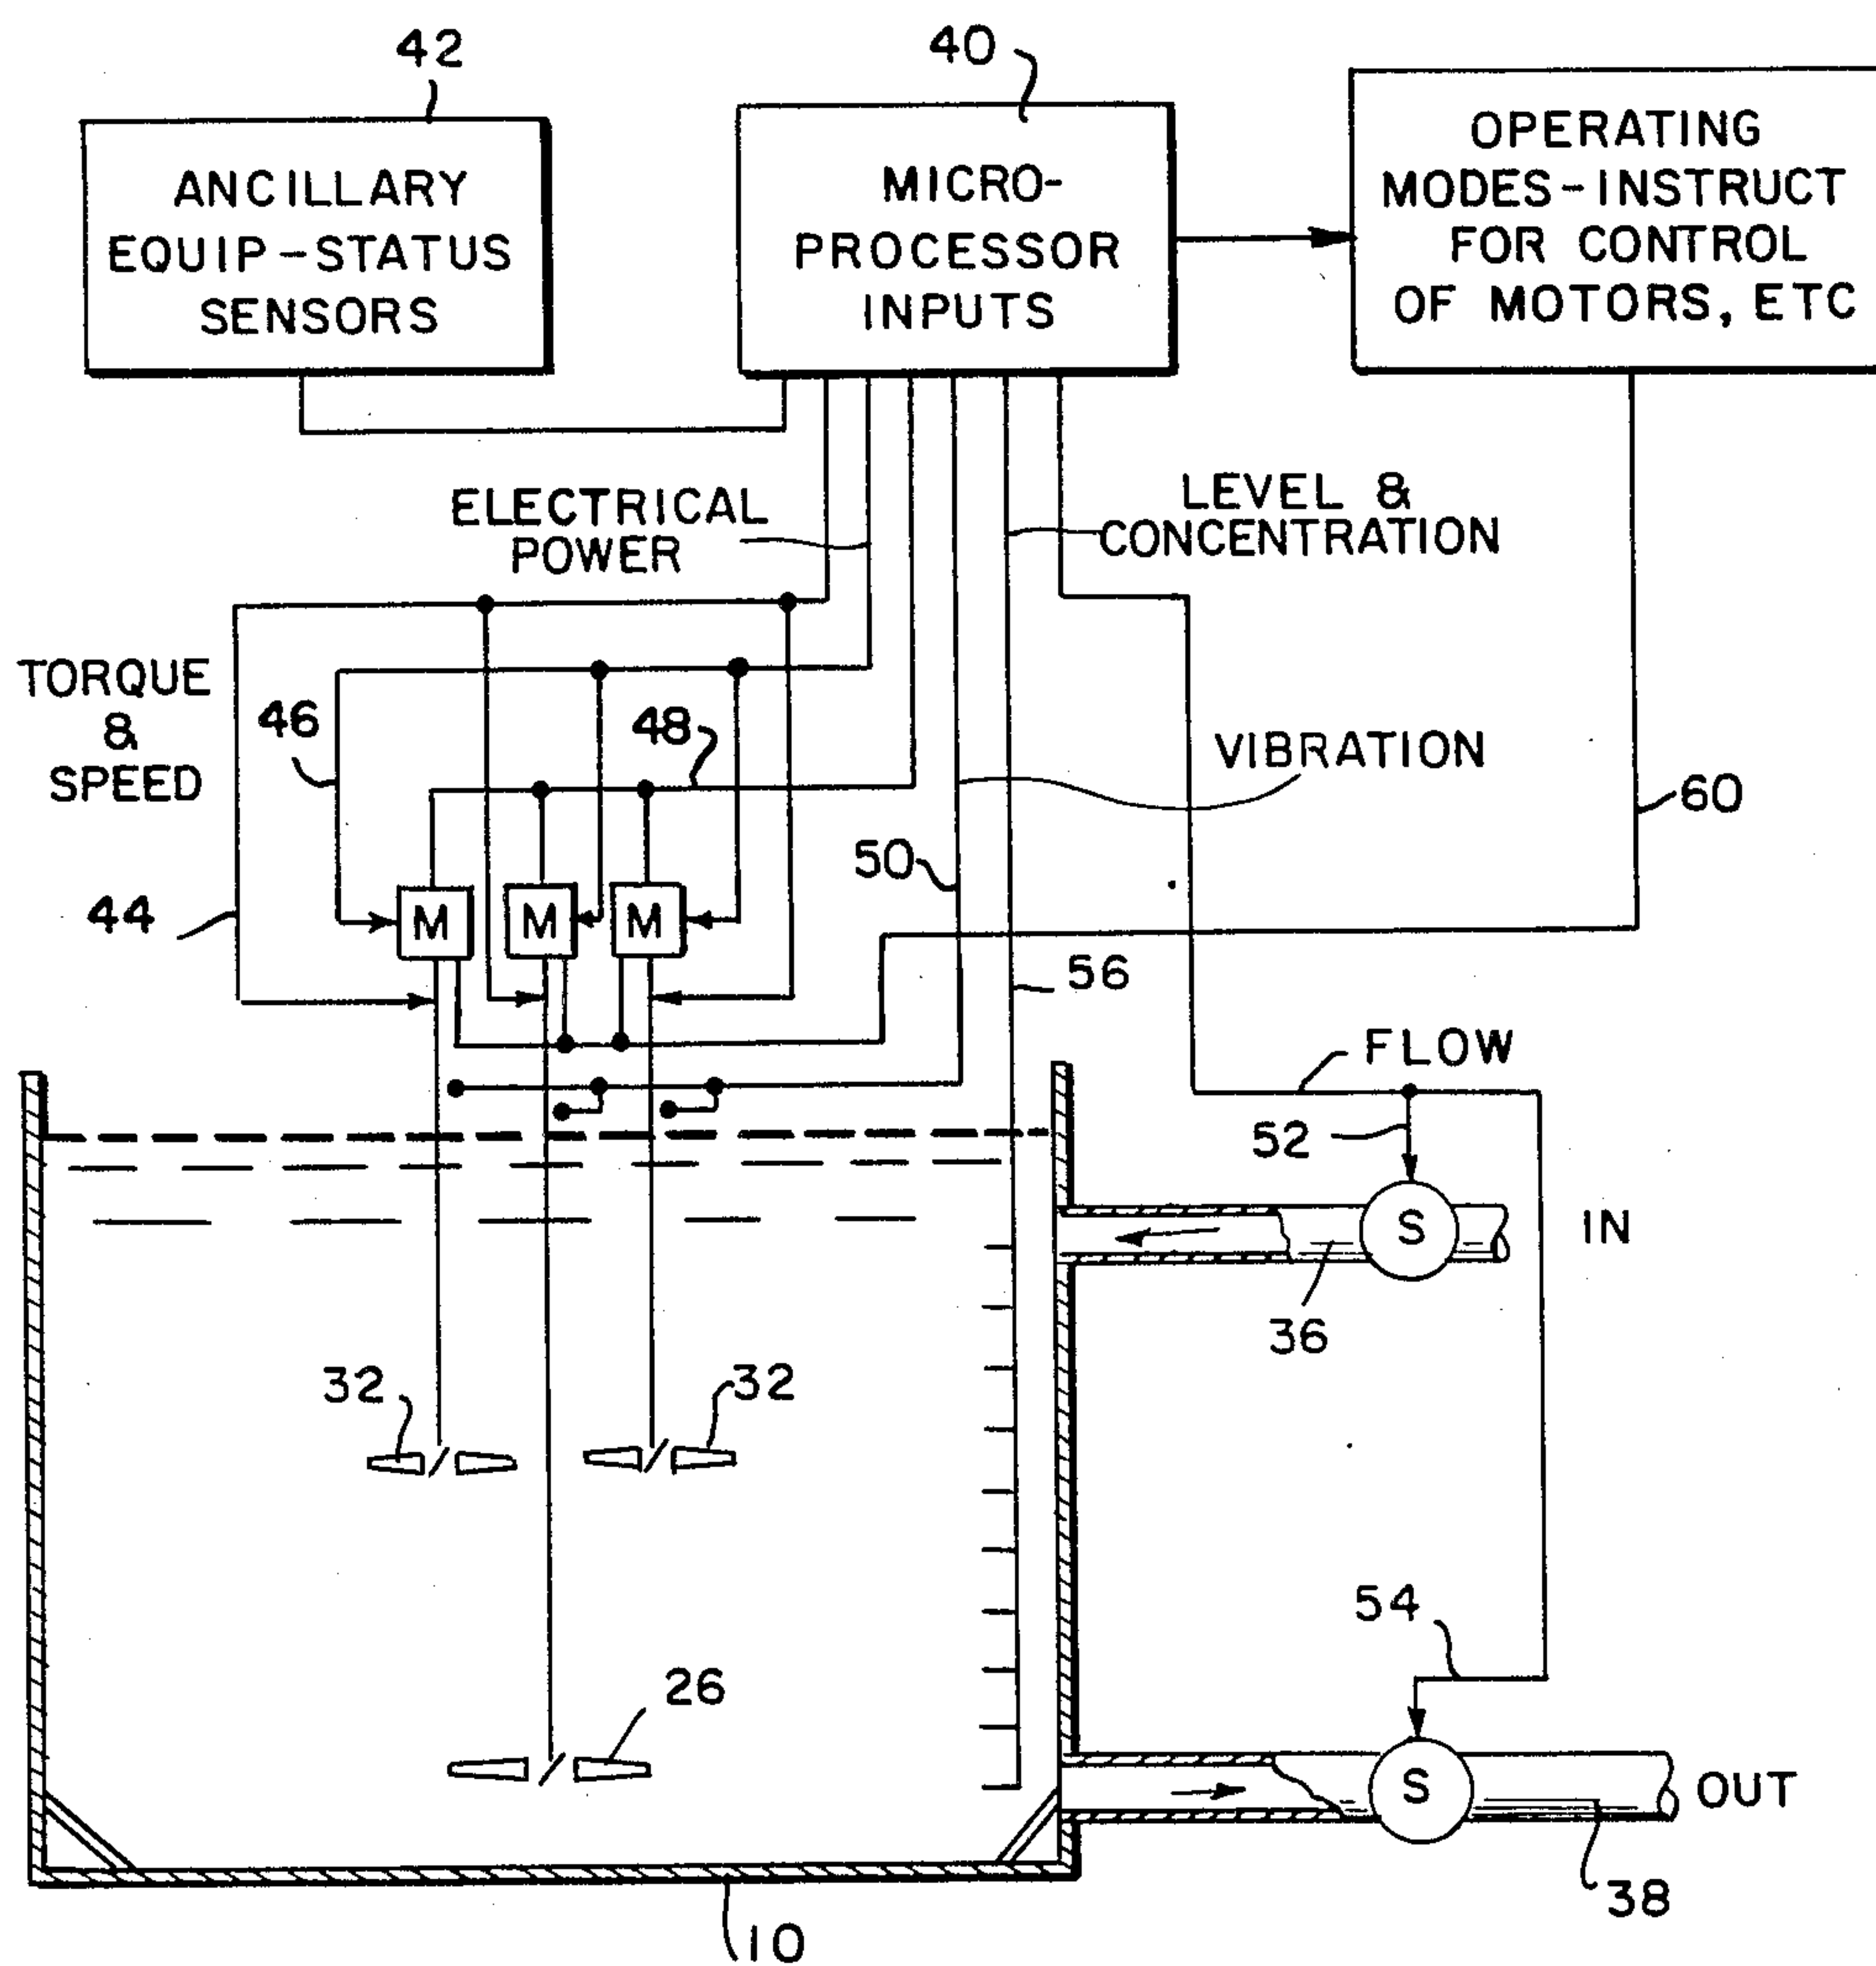 42
40
ANCILLARY
EQUIP-STATUS
SENSORS
MICRO-
PROCESSOR
INPUTS
OPERATING
MODES-INSTRUCT
FOR CONTROL
OF MOTORS, ETC
ELECTRICAL
POWER
LEVEL &
CONCENTRATION
TORQUE
&
SPEED
46
48
VIBRATION
60
50
44
M
M
M
56
FLOW
52
S
IN
36
32
32
54
26
S
OUT
38
10